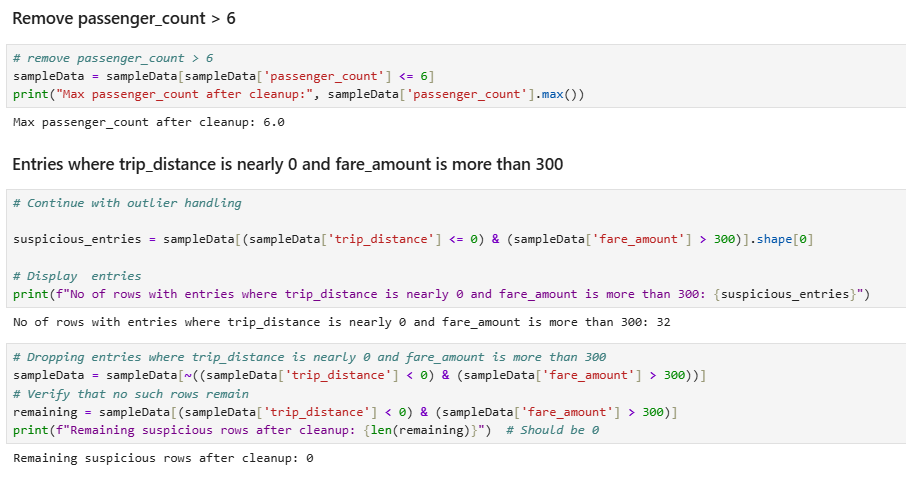 Remove passenger_count > 6
# remove passenger_count > 6
sampleData = sampleData[sampleData['passenger_count'] <= 6]
print("Max passenger_count after cleanup:", sampleData['passenger_count'].max())
Max passenger_count after cleanup: 6.0
Entries where trip_distance is nearly 0 and fare_amount is more than 300
# Continue with outlier handling
suspicious_entries = sampleData[(sampleData['trip_distance'] <= 0) & (sampleData['fare_amount'] > 300)].shape[0]
# Display  entries
print(f"No of rows with entries where trip_distance is nearly 0 and fare_amount is more than 300: {suspicious_entries}")
No of rows with entries where trip_distance is nearly 0 and fare_amount is more than 300: 32
# Dropping entries where trip_distance is nearly 0 and fare_amount is more than 300
sampleData = sampleData[~((sampleData['trip_distance'] < 0) & (sampleData['fare_amount'] > 300))]
# Verify that no such rows remain
remaining = sampleData[(sampleData['trip_distance'] < 0) & (sampleData['fare_amount'] > 300)]
print(f"Remaining suspicious rows after cleanup: {len(remaining)}")  # Should be 0
Remaining suspicious rows after cleanup: 0